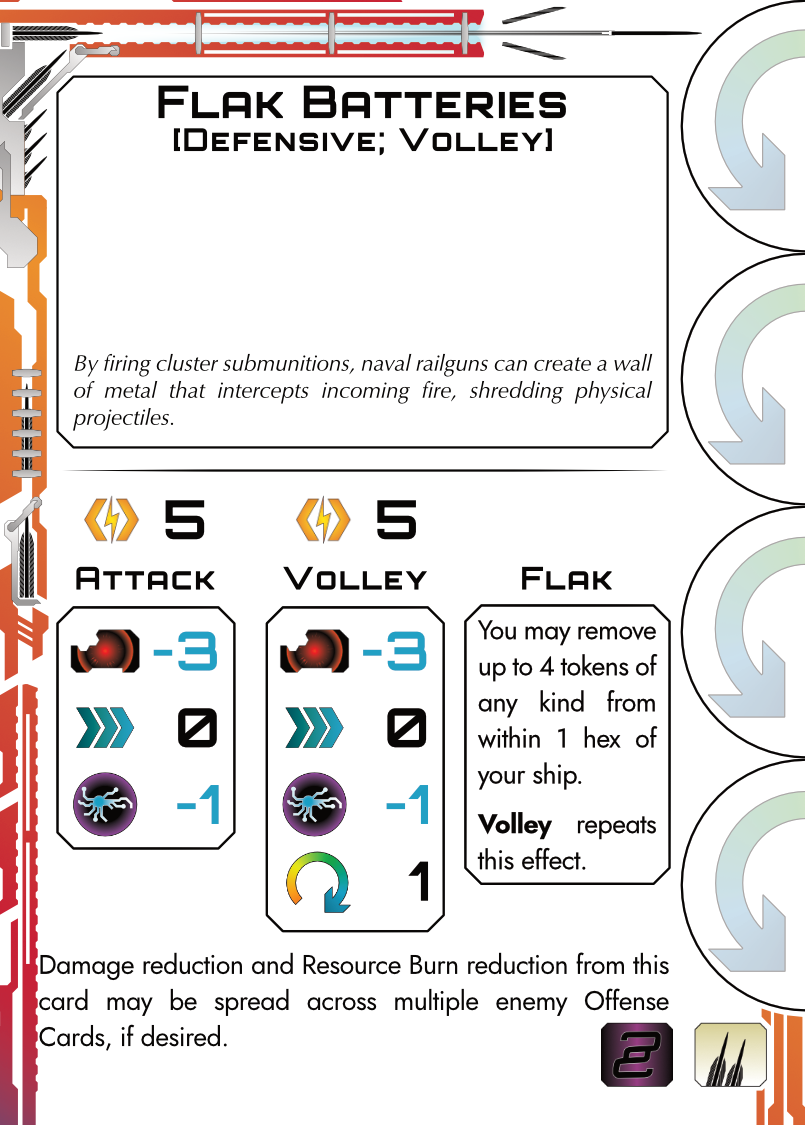 Flak Batteries
[Defensive; Volley]
By firing cluster submunitions, naval railguns can create a wall
of metal that intercepts incoming fire, shredding physical
projectiles.
5
5
Attack
Volley
Flak
-3
0
-1
-3
0
-1
1
You may remove
up to 4 tokens of
any kind from
within 1 hex of
your ship.
Volley repeats
this effect.
Damage reduction and Resource Burn reduction from this
card may be spread across multiple enemy Offense
Cards, if desired.
2